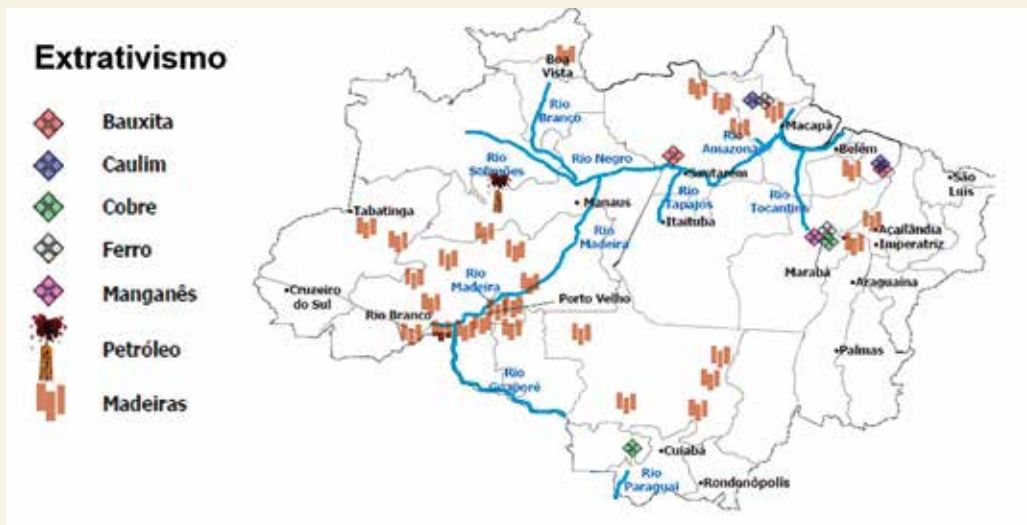 Extrativismo
Bauxita
Caulim
Cobre
Ferro
Manganês
Petróleo
Madeiras
Boa
Vista
Rio
Branco
Rio Negro
Rio
Solimões
Manaus
Rio
Madeira
Tabatinga
Cruzeiro
do Sul
Rio
Madeira
Rio Branco
Porto Velho
Rio
Guaporé
Rio
Amazonas
Macapá
Santarém
Rio
Tapajós
Itaituba
Belém
São
Luis
Rio
Tocantins
Açailândia
Imperatriz
Marabá
Araguaina
Palmas
Cuiabá
Rio
Paraguai
Rondonópolis